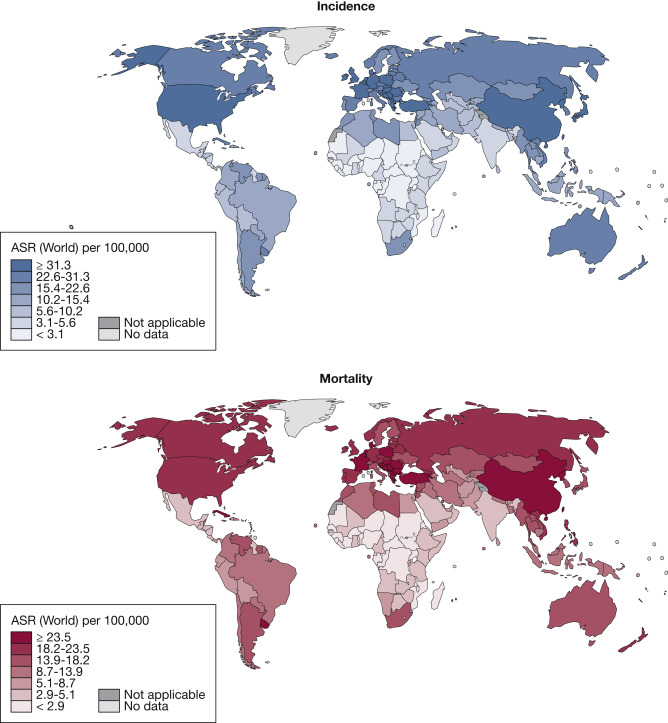 Incidence
ASR (World) per 100,000
≥ 31.3
22.6-31.3
15.4-22.6
10.2-15.4
5.6-10.2
3.1-5.6
< 3.1
Not applicable
No data
Mortality
ASR (World) per 100,000
≥ 23.5
18.2-23.5
13.9-18.2
8.7-13.9
5.1-8.7
2.9-5.1
< 2.9
Not applicable
No data